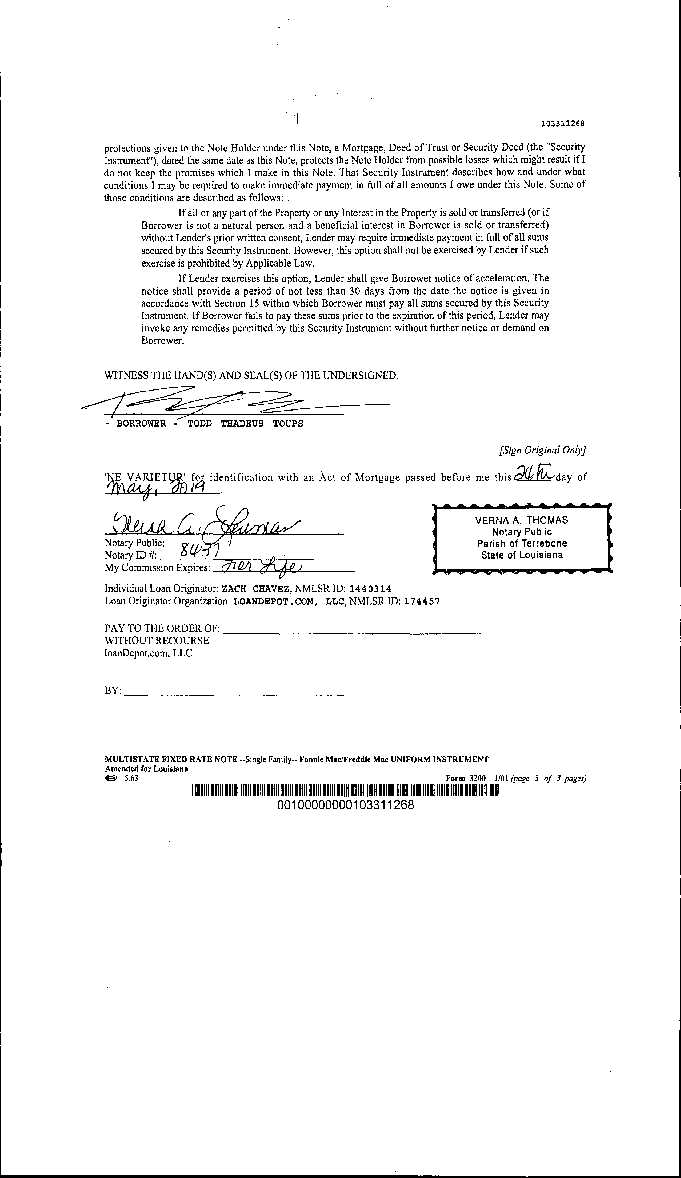 103311268
protections given to the Note Holder under this Note, a Mortgage, Deed of Trust or Security Deed (the "Security
Instrument"), dated the same date as this Note, protects the Note Holder from possible losses which might result if I
do not keep the promises which I make in this Note. That Security Instrument describes how and under what
conditions I may be required to make immediate payment in full of all amounts I owe under this Note. Some of
those conditions are described as follows:
If all or any part of the Property or any Interest in the Property is sold or transferred (or if
Borrower is not a natural person and a beneficial interest in Borrower is sold or transferred)
without Lender's prior written consent, Lender may require immediate payment in full of all sums
secured by this Security Instrument. However, this option shall not be exercised by Lender if such
exercise is prohibited by Applicable Law.
If Lender exercises this option, Lender shall give Borrower notice of acceleration. The
notice shall provide a period of not less than 30 days from the date the notice is given in
accordance with Section 15 within which Borrower must pay all sums secured by this Security
Instrument. If Borrower fails to pay these sums prior to the expiration of this period, Lender may
invoke any remedies permitted by this Security Instrument without further notice or demand on
Borrower.
WITNESS THE HAND(S) AND SEAL(S) OF THE UNDERSIGNED.
- BORROWER - TODD THADEUS TOUPS
[Sign Original Only]
'NE VARIETUR' for identification with an Act of Mortgage passed before me this 24th day of
May, 2019.
Verna A. Thomas
VERNA A. THOMAS
Notary Public
Parish of Terrebone
State of Louisiana
Notary Public:
Notary ID #: 8457
My Commission Expires: For Life
Individual Loan Originator: ZACH CHAVEZ, NMLSR ID: 1440314
Loan Originator Organization LOANDEPOT.COM, LLC, NMLSR ID: 174457
PAY TO THE ORDER OF:
WITHOUT RECOURSE
loanDepot.com, LLC
BY:
MULTISTATE FIXED RATE NOTE --Single Family-- Fannie Mae/Freddie Mac UNIFORM INSTRUMENT
Amended for Louisiana
5.63 Form 3200 1/01 (page 3 of 3 pages)
00100000000103311268